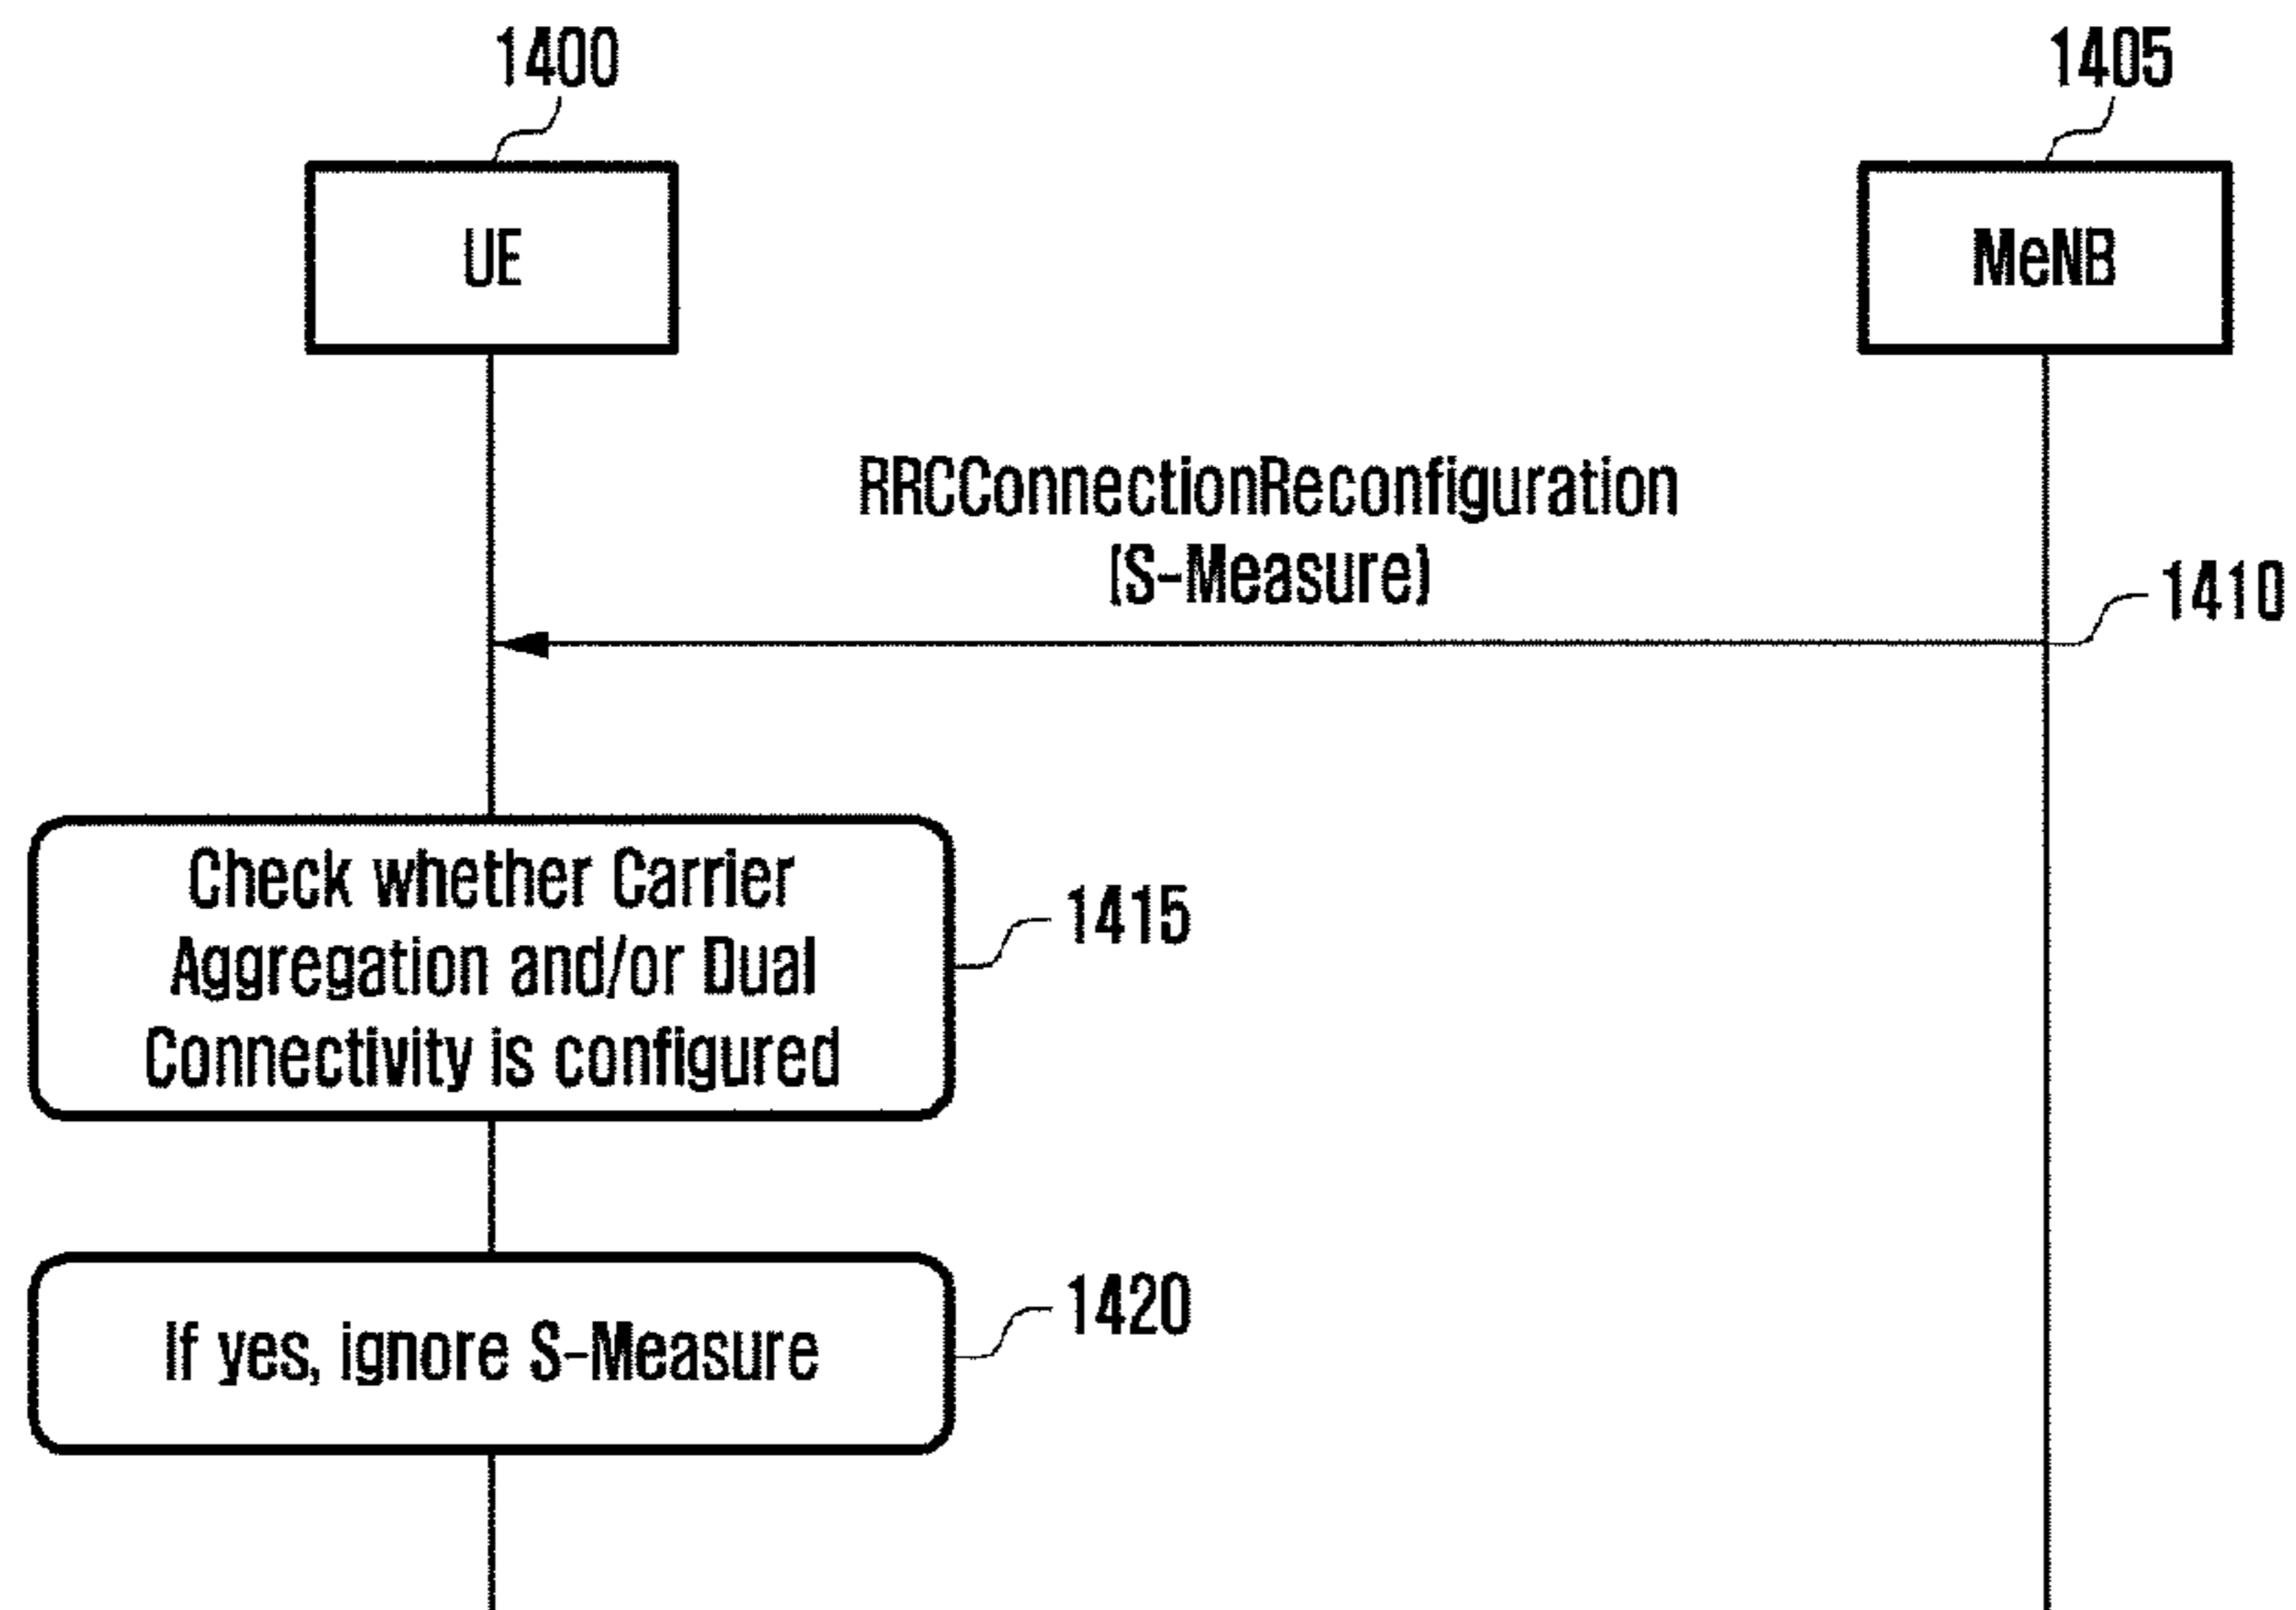 1400
1405
UE
MeNB
RRCConnectionReconfiguration
(S-Measure)
1410
Check whether Carrier
Aggregation and/or Dual
Connectivity is configured
1415
If yes, ignore S-Measure
1420